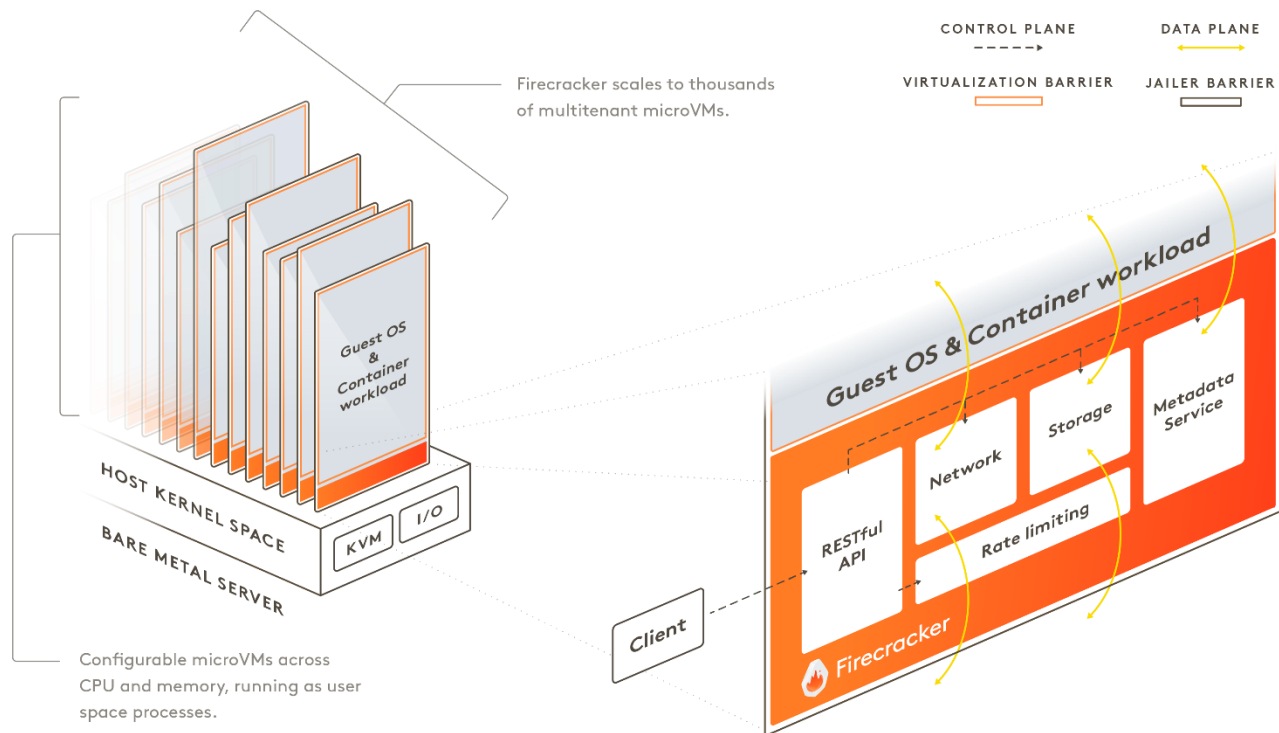 CONTROL PLANE
DATA PLANE
VIRTUALIZATION BARRIER
JAILER BARRIER
Firecracker scales to thousands
of multitenant microVMs.
Guest OS
&
Container
workload
HOST KERNEL SPACE
BARE METAL SERVER
KVM
I/O
Configurable microVMs across
CPU and memory, running as user
space processes.
Guest OS & Container workload
RESTful
API
Network
Storage
Metadata
Service
Rate limiting
Client
Firecracker